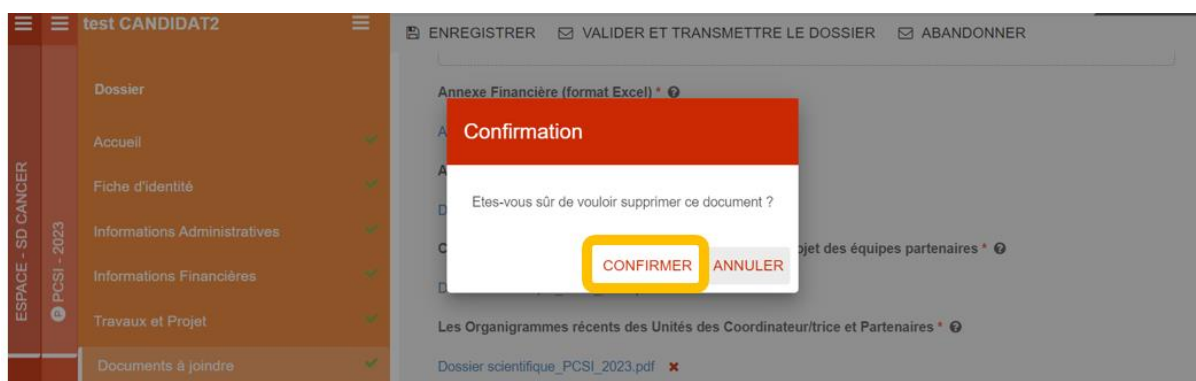 test CANDIDAT2
ENREGISTRER
VALIDER ET TRANSMETTRE LE DOSSIER
ABANDONNER
ESPACE - SD CANCER
P PCSI - 2023
Dossier
Accueil
Fiche d'identité
Informations Administratives
Informations Financières
Travaux et Projet
Documents à joindre
Annexe Financière (format Excel) *
Confirmation
Etes-vous sûr de vouloir supprimer ce document ?
CONFIRMER
ANNULER
ojet des équipes partenaires *
Les Organigrammes récents des Unités des Coordinateur/trice et Partenaires *
Dossier scientifique_PCSI_2023.pdf